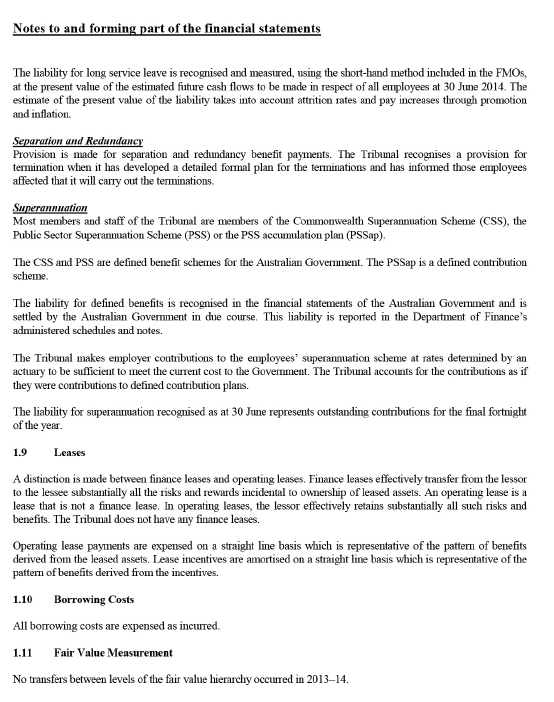 Notes to and forming part of the financial statements
The liability for long service leave is recognised and measured, using the short-hand method included in the FMOs,
at the present value of the estimated future cash flows to be made in respect of all employees at 30 June 2014. The
estimate of the present value of the liability takes into account attrition rates and pay increases through promotion
and inflation.
Separation and Redundancy
Provision is made for separation and redundancy benefit payments. The Tribunal recognises a provision for
termination when it has developed a detailed formal plan for the terminations and has informed those employees
affected that it will carry out the terminations.
Superannuation
Most members and staff of the Tribunal are members of the Commonwealth Superannuation Scheme (CSS), the
Public Sector Superannuation Scheme (PSS) or the PSS accumulation plan (PSSap).
The CSS and PSS are defined benefit schemes for the Australian Government. The PSSap is a defined contribution
scheme.
The liability for defined benefits is recognised in the financial statements of the Australian Government and is
settled by the Australian Government in due course. This liability is reported in the Department of Finance's
administered schedules and notes.
The Tribunal makes employer contributions to the employees' superannuation scheme at rates determined by an
actuary to be sufficient to meet the current cost to the Government. The Tribunal accounts for the contributions as if
they were contributions to defined contribution plans.
The liability for superannuation recognised as at 30 June represents outstanding contributions for the final fortnight
of the year.
1.9 Leases
A distinction is made between finance leases and operating leases. Finance leases effectively transfer from the lessor
to the lessee substantially all the risks and rewards incidental to ownership of leased assets. An operating lease is a
lease that is not a finance lease. In operating leases, the lessor effectively retains substantially all such risks and
benefits. The Tribunal does not have any finance leases.
Operating lease payments are expensed on a straight line basis which is representative of the pattern of benefits
derived from the leased assets. Lease incentives are amortised on a straight line basis which is representative of the
pattern of benefits derived from the incentives.
1.10 Borrowing Costs
All borrowing costs are expensed as incurred.
1.11 Fair Value Measurement
No transfers between levels of the fair value hierarchy occurred in 2013–14.